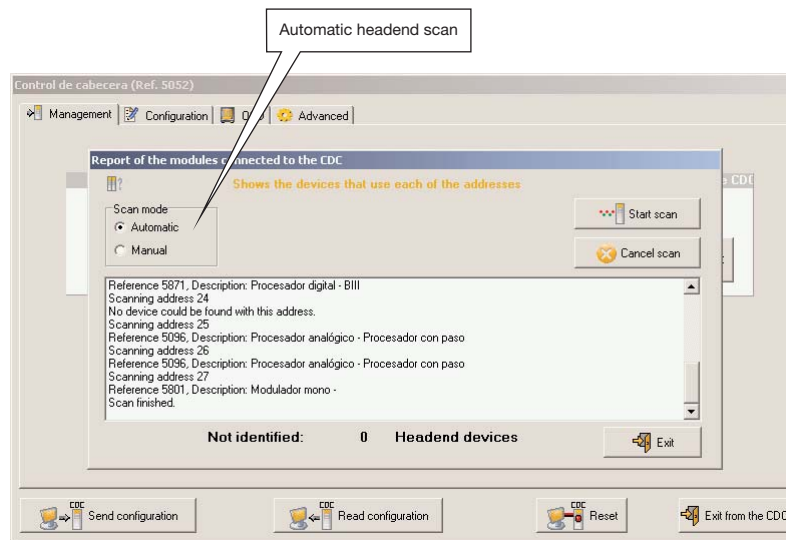 Automatic headend scan
Control de cabecera (Ref. 5052)
Management
Configuration
Advanced
Report of the modules connected to the CDC
Shows the devices that use each of the addresses
Scan mode
Automatic
Manual
Start scan
Cancel scan
Reference 5871, Description: Procesador digital - BIII
Scanning address 24
No device could be found with this address.
Scanning address 25
Reference 5096, Description: Procesador analógico - Procesador con paso
Scanning address 26
Reference 5096, Description: Procesador analógico - Procesador con paso
Scanning address 27
Reference 5801, Description: Modulador mono -
Scan finished.
Not identified: 0 Headend devices
Exit
CDC
Send configuration
CDC
Read configuration
CDC
Reset
Exit from the CDC